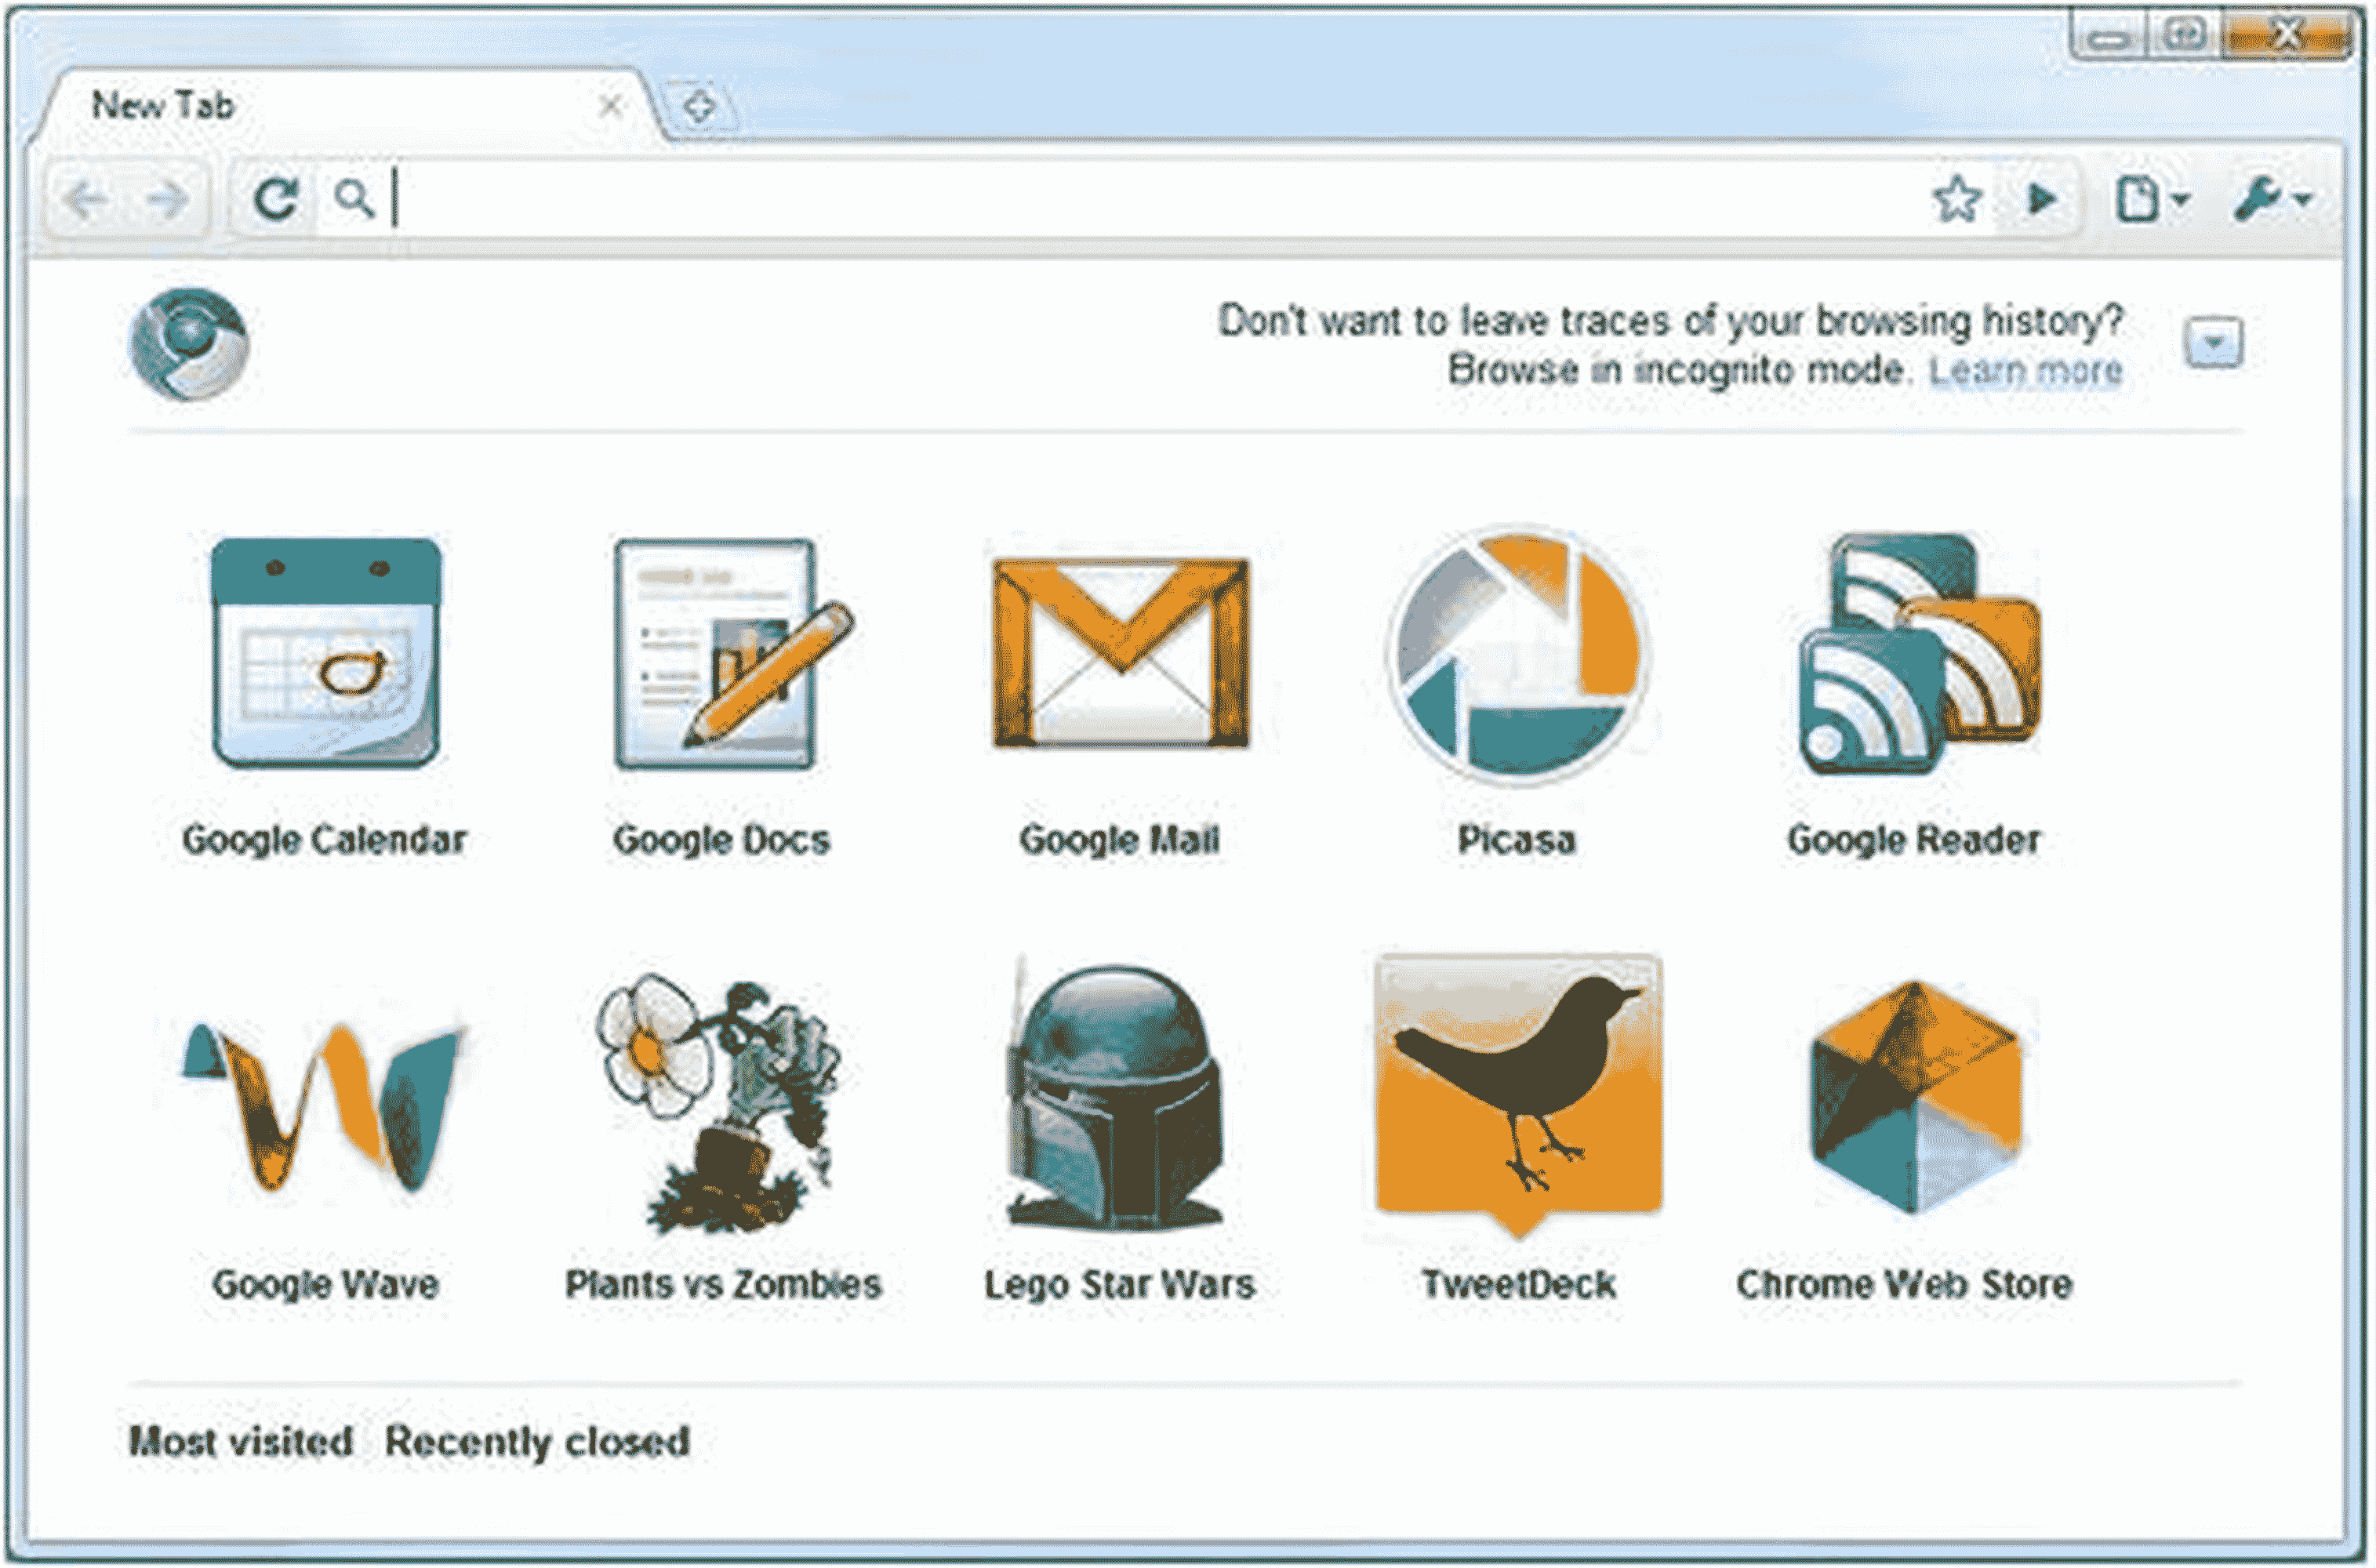 New Tab
Don't want to leave traces of your browsing history?
Browse in incognito mode. Learn more
Google Calendar
Google Docs
Google Mail
Picasa
Google Reader
Google Wave
Plants vs Zombies
Lego Star Wars
TweetDeck
Chrome Web Store
Most visited
Recently closed